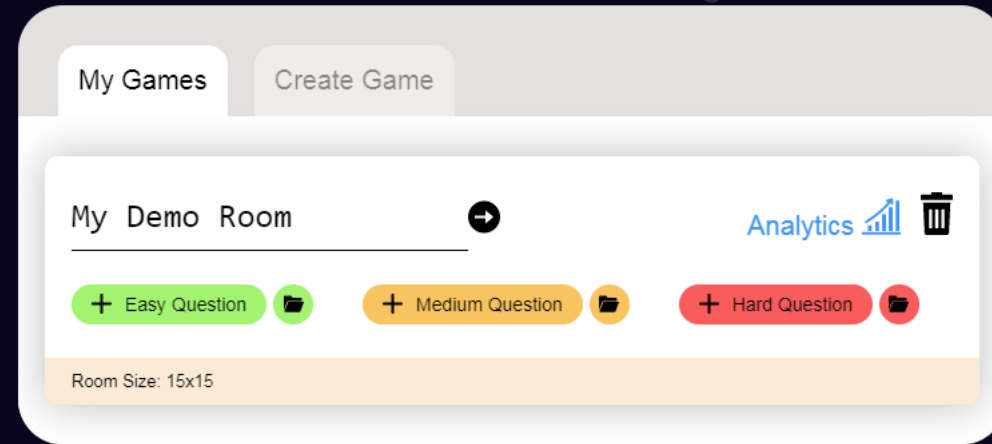 My Games Create Game
My Demo Room Analytics
+ Easy Question + Medium Question + Hard Question
Room Size: 15x15